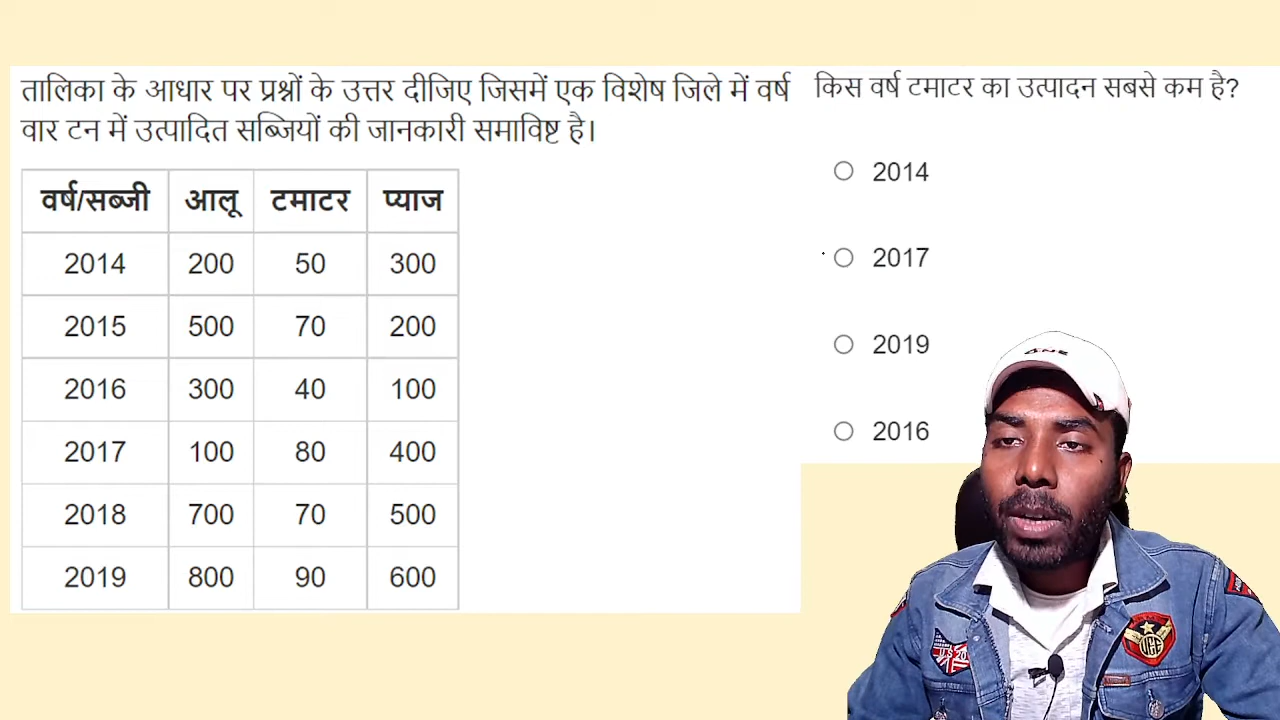 तालिका के आधार पर प्रश्नों के उत्तर दीजिए जिसमें एक विशेष जिले में वर्ष
वार टन में उत्पादित सब्जियों की जानकारी समाविष्ट है।
वर्ष/सब्जी आलू टमाटर प्याज
2014 200 50 300
2015 500 70 200
2016 300 40 100
2017 100 80 400
2018 700 70 500
2019 800 90 600
किस वर्ष टमाटर का उत्पादन सबसे कम है?
2014
2017
2019
2016